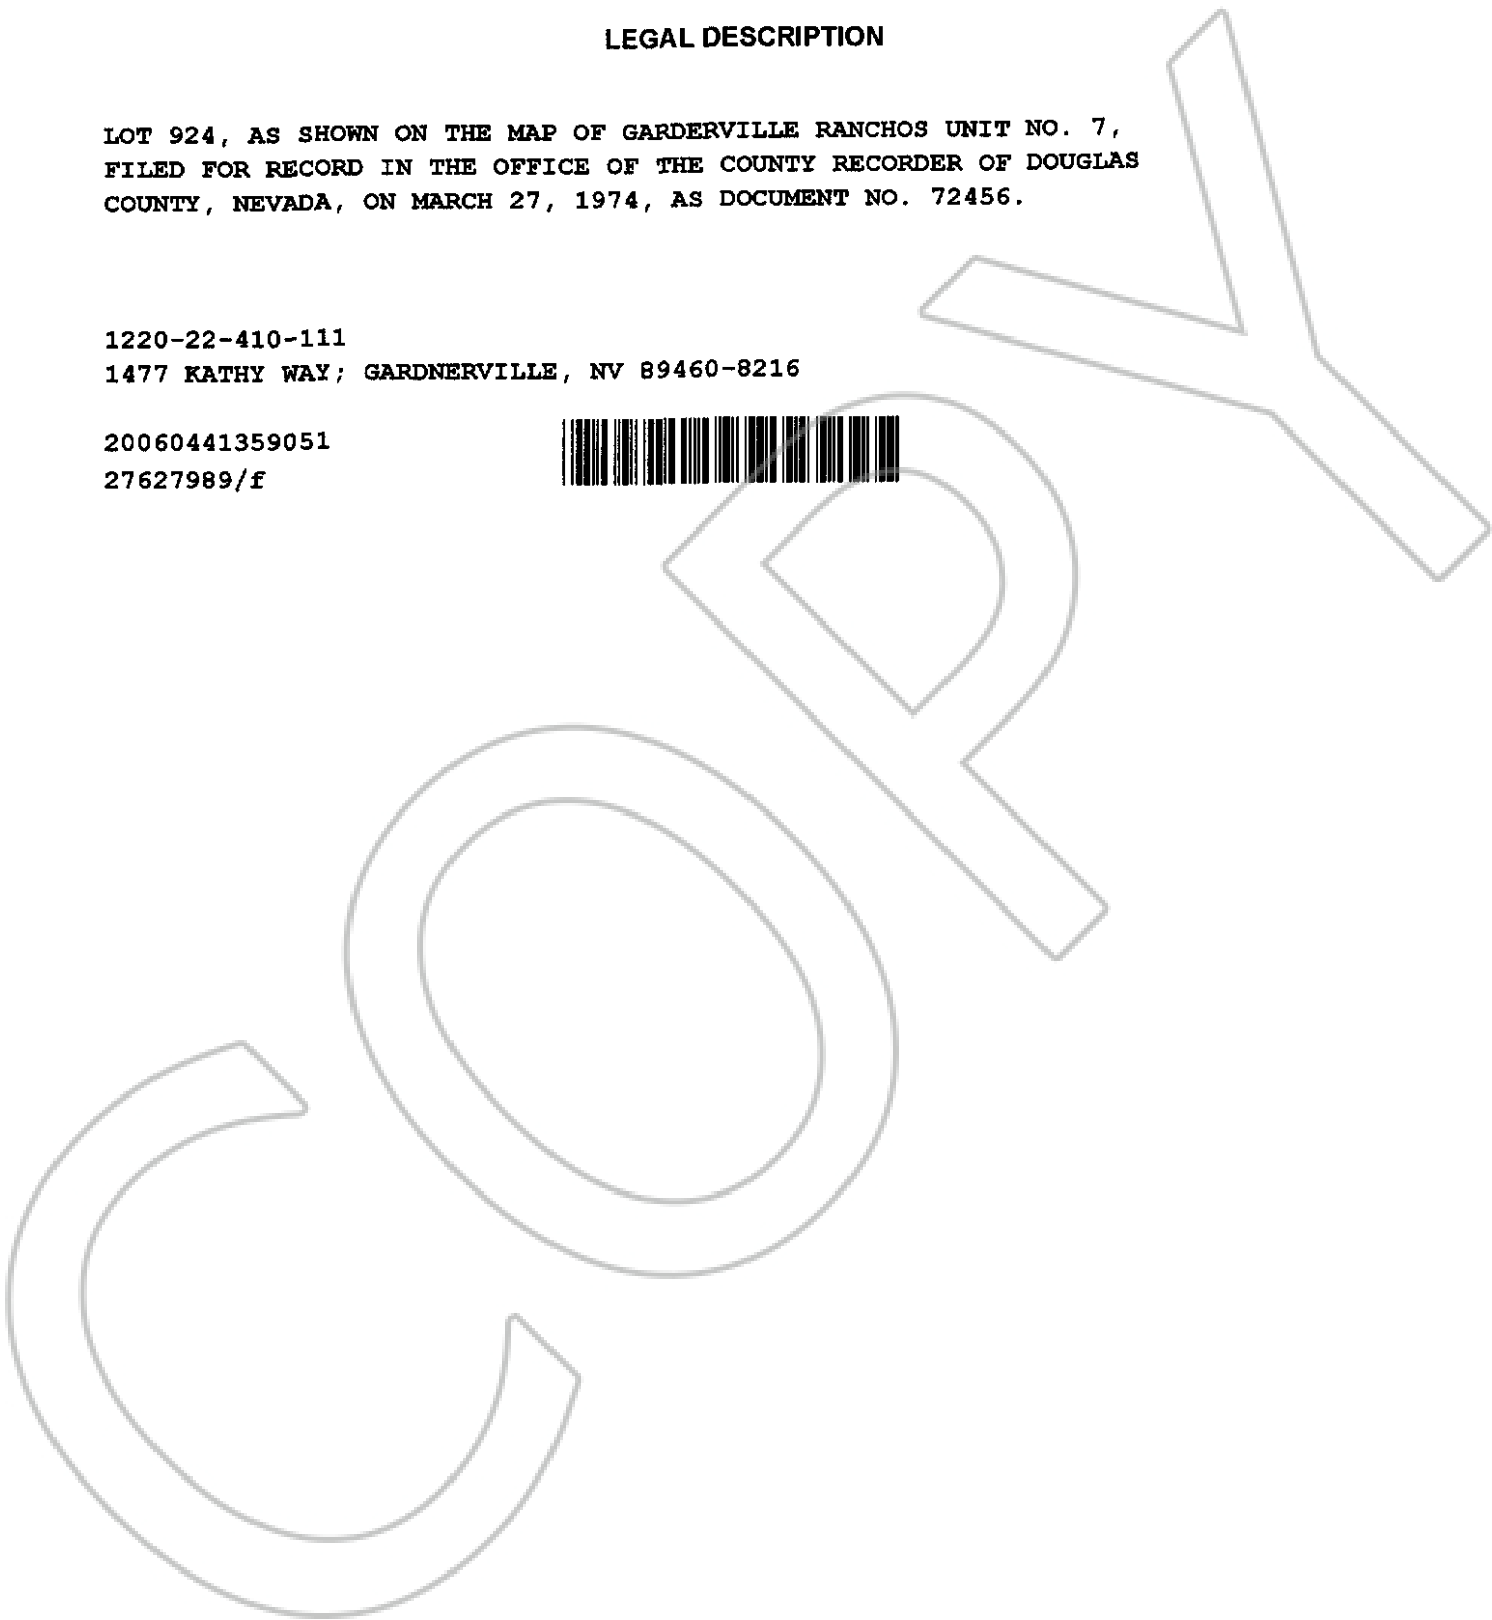 LEGAL DESCRIPTION
LOT 924, AS SHOWN ON THE MAP OF GARDERVILLE RANCHOS UNIT NO. 7,
FILED FOR RECORD IN THE OFFICE OF THE COUNTY RECORDER OF DOUGLAS
COUNTY, NEVADA, ON MARCH 27, 1974, AS DOCUMENT NO. 72456.
1220-22-410-111
1477 KATHY WAY; GARDNERVILLE, NV 89460-8216
20060441359051
27627989/f
COPY